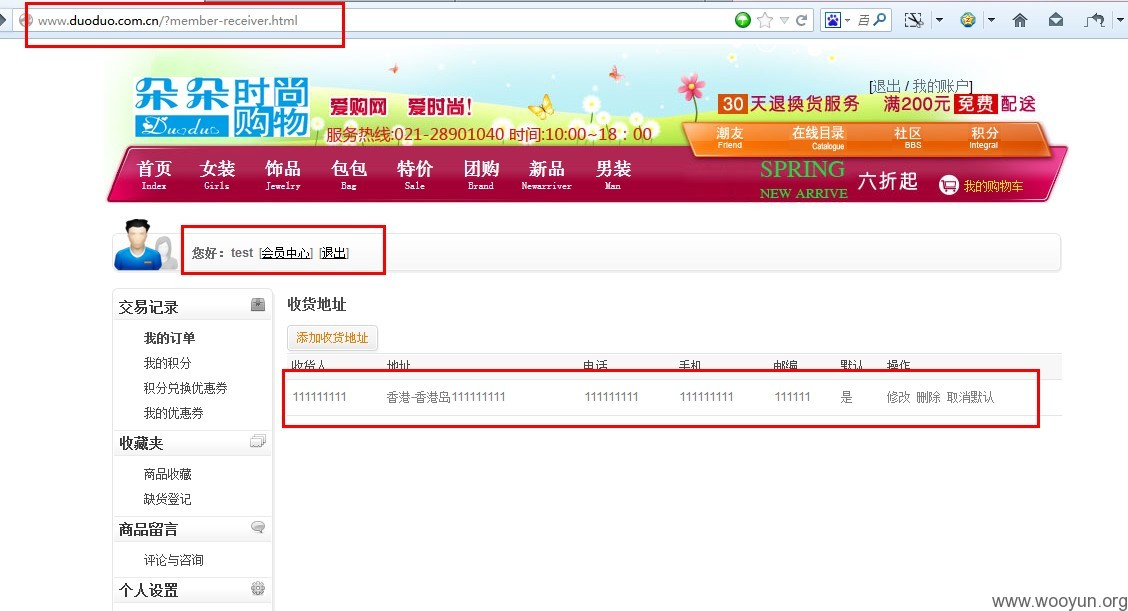 www.duoduo.com.cn/?member-receiver.html
百
[退出 / 我的账户]
朵朵时尚购物
Duoduo
爱购网 爱时尚!
30天退换货服务 满200元免费配送
服务热线:021-28901040 时间:10:00~18：00
潮友 在线目录 社区 积分
Friend Catalogue BBS Integral
首页 女装 饰品 包包 特价 团购 新品 男装
Index Girls Jewelry Bag Sale Brand Newarriver Man
SPRING
NEW ARRIVE
六折起
我的购物车
您好：test [会员中心] [退出]
交易记录
我的订单
我的积分
积分兑换优惠券
我的优惠券
收藏夹
商品收藏
缺货登记
商品留言
评论与咨询
个人设置
收货地址
添加收货地址
收货人 地址 电话 手机 邮编 默认 操作
111111111 香港-香港岛111111111 111111111 111111111 111111 是 修改 删除 取消默认
www.wooyun.org